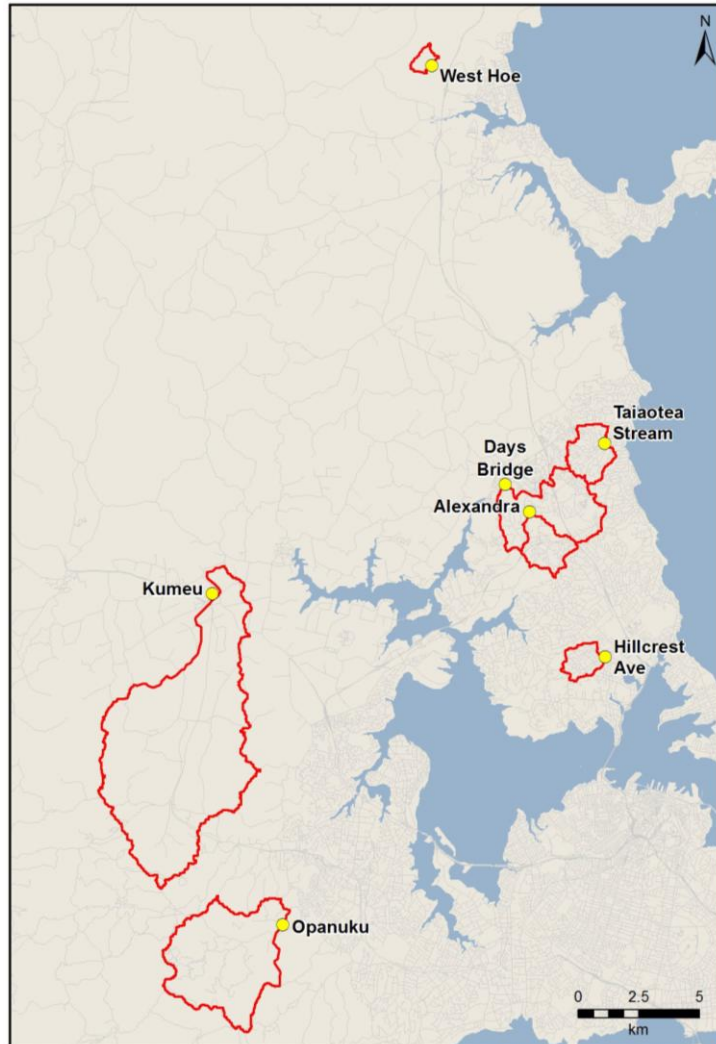 N
West Hoe
Taiaotea
Stream
Days
Bridge
Alexandra
Kumeu
Hillcrest
Ave
Opanuku
0 2.5 5
km